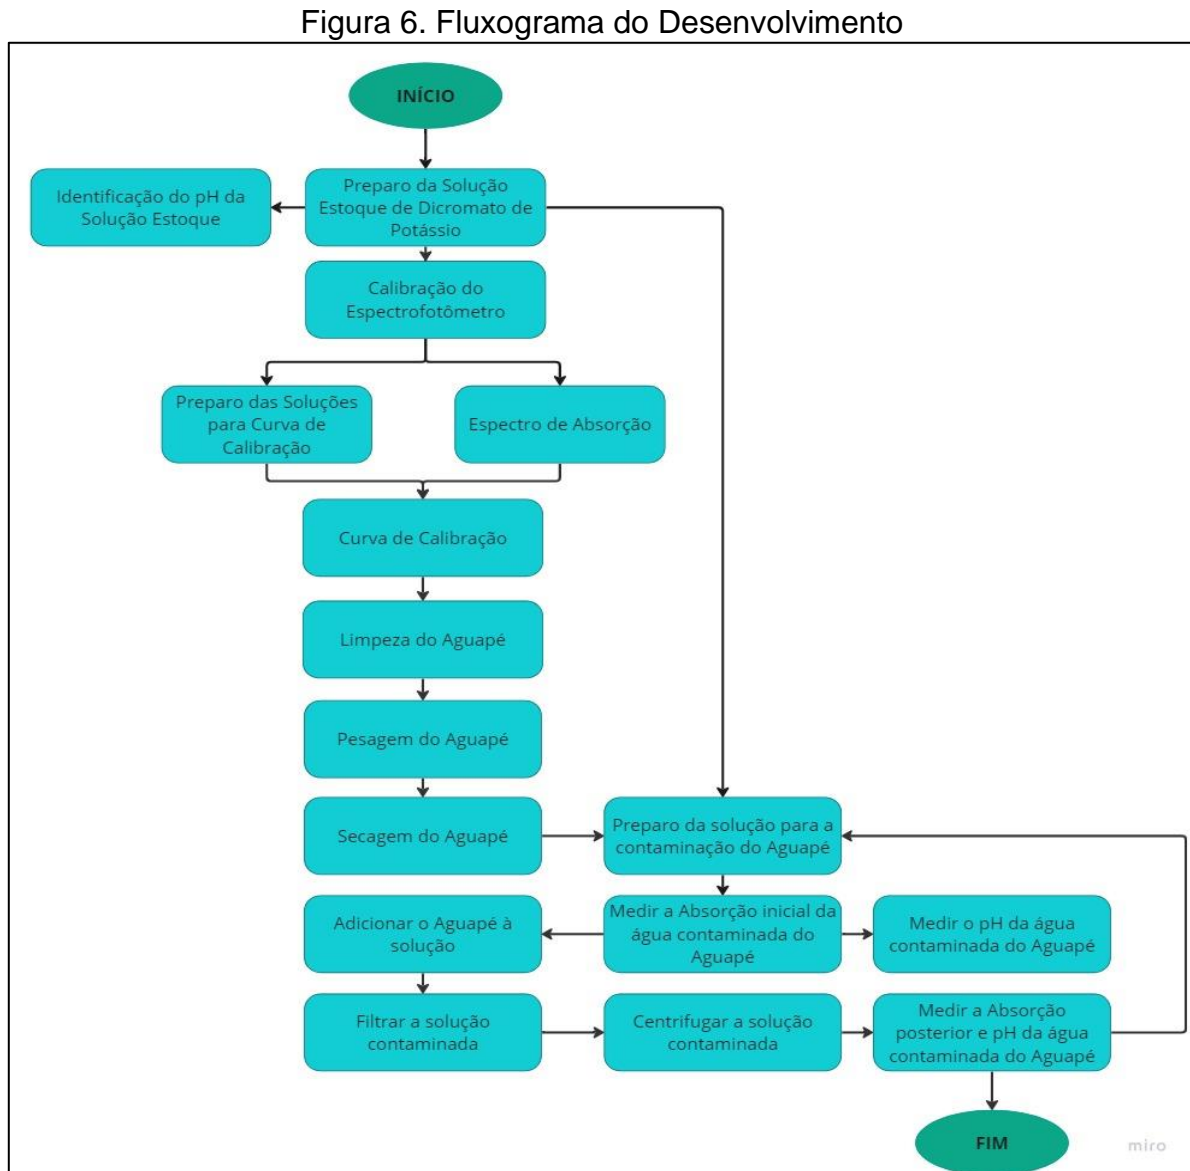 Figura 6. Fluxograma do Desenvolvimento
INÍCIO
Identificação do pH da
Solução Estoque
Preparo da Solução
Estoque de Dicromato de
Potássio
Calibração do
Espectrofotômetro
Preparo das Soluções
para Curva de
Calibração
Espectro de Absorção
Curva de Calibração
Limpeza do Aguapé
Pesagem do Aguapé
Secagem do Aguapé
Preparo da solução para a
contaminação do Aguapé
Adicionar o Aguapé à
solução
Medir a Absorção inicial da
água contaminada do
Aguapé
Medir o pH da água
contaminada do Aguapé
Filtrar a solução
contaminada
Centrifugar a solução
contaminada
Medir a Absorção
posterior e pH da água
contaminada do Aguapé
FIM
miro